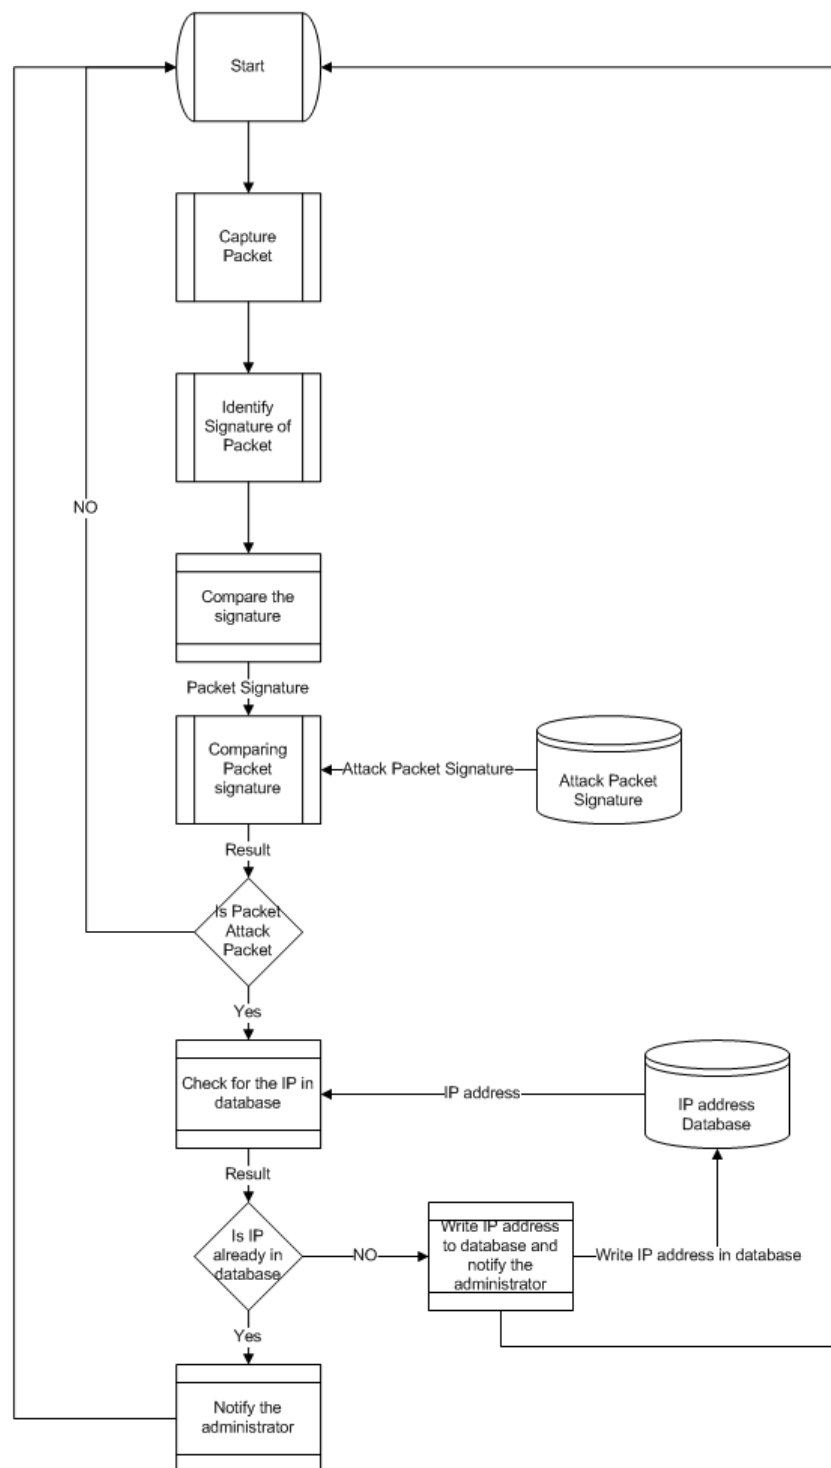 Start
Capture
Packet
Identify
Signature of
Packet
NO
Compare the
signature
Packet Signature
Comparing
Packet
signature
Attack Packet Signature
Attack Packet
Signature
Result
Is Packet
Attack
Packet
Yes
Check for the IP in
database
IP address
IP address
Database
Result
Is IP
already in
database
NO
Write IP address
to database and
notify the
administrator
Write IP address in database
Yes
Notify the
administrator